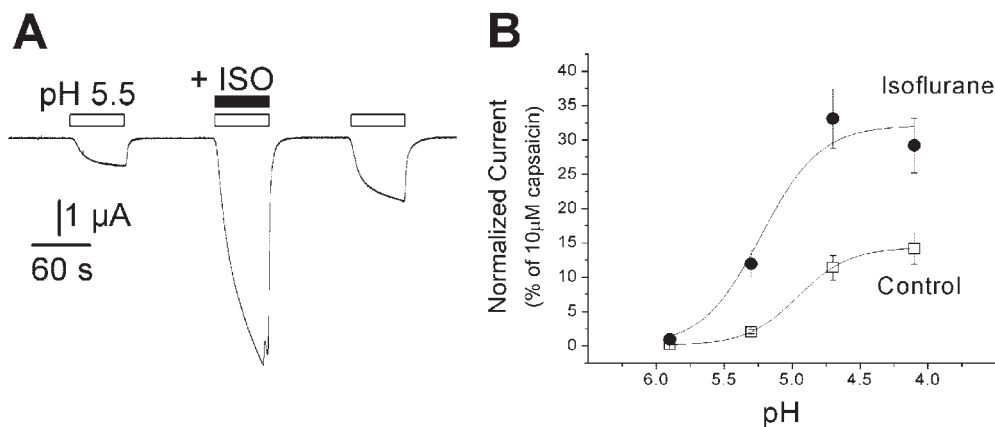 A
pH 5.5
+ ISO
1 μA
60 s
B
Normalized Current
(% of 10μM capsaicin)
40
35
30
25
20
15
10
5
0
Isoflurane
Control
6.0
5.5
5.0
4.5
4.0
pH